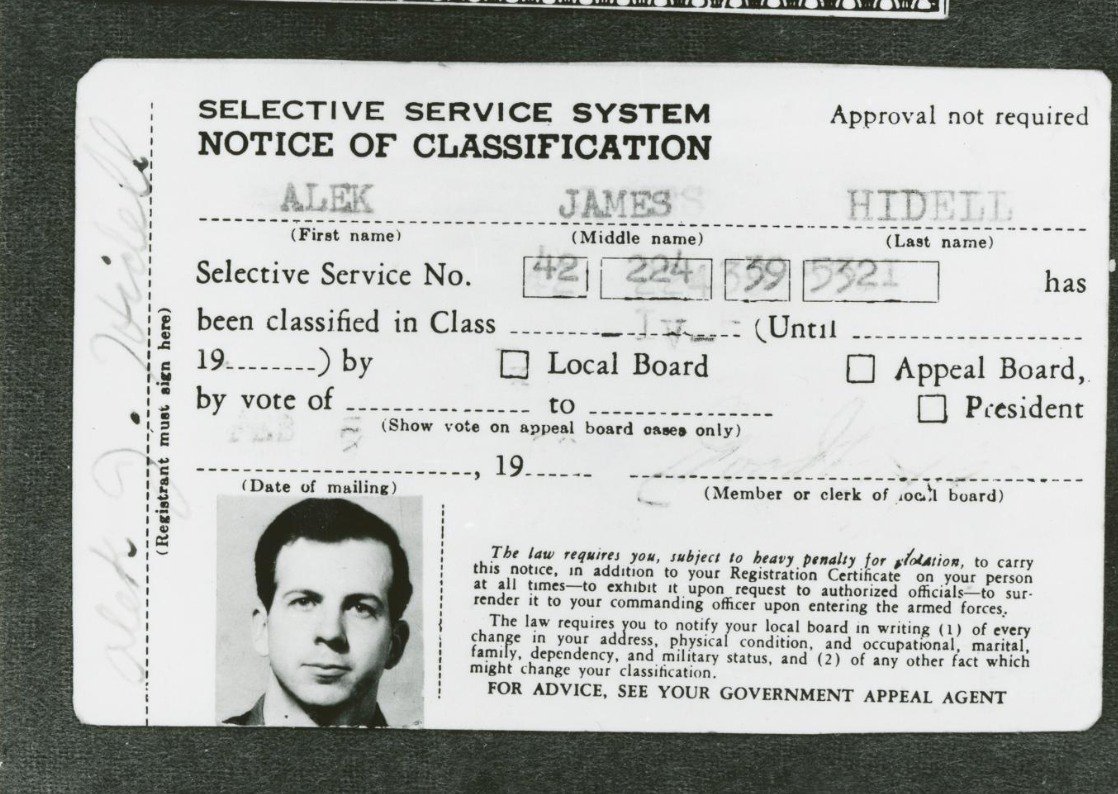 SELECTIVE SERVICE SYSTEM
Approval not required
NOTICE OF CLASSIFICATION
ALEK JAMES HIDELL
(First name) (Middle name) (Last name)
Selective Service No. 42 224 39 5321 has
been classified in Class IV (Until
19 ) by Local Board Appeal Board,
by vote of to President
(Show vote on appeal board cases only)
FEB 5
, 19
(Date of mailing) (Member or clerk of local board)
The law requires you, subject to heavy penalty for violation, to carry
this notice, in addition to your Registration Certificate on your person
at all times—to exhibit it upon request to authorized officials—to sur-
render it to your commanding officer upon entering the armed forces.
The law requires you to notify your local board in writing (1) of every
change in your address, physical condition, and occupational, marital,
family, dependency, and military status, and (2) of any other fact which
might change your classification.
FOR ADVICE, SEE YOUR GOVERNMENT APPEAL AGENT
Alek J. Hidell
(Registrant must sign here)